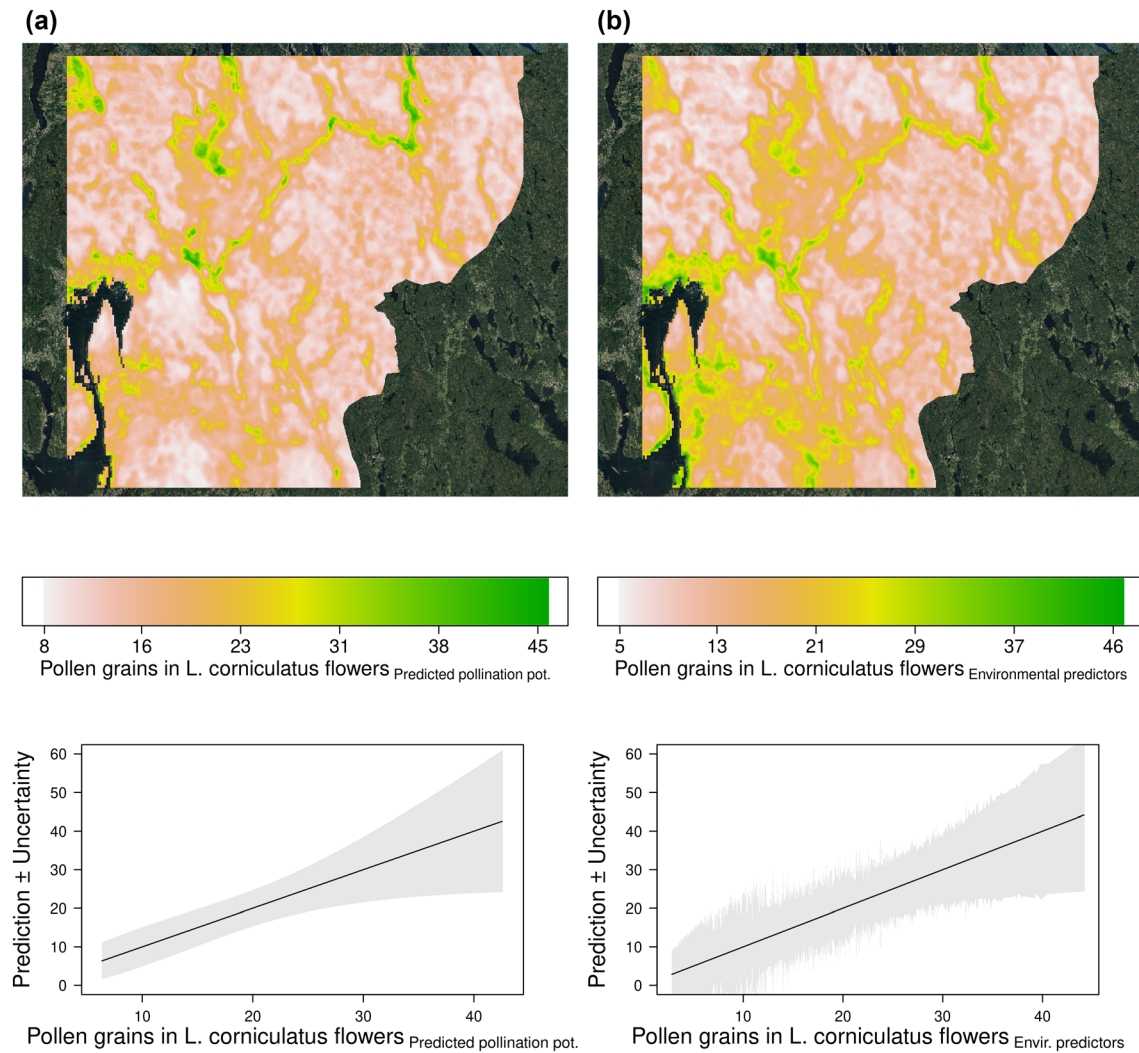 (a)
(b)
8 16 23 31 38 45
Pollen grains in L. corniculatus flowers Predicted pollination pot.
5 13 21 29 37 46
Pollen grains in L. corniculatus flowers Environmental predictors
Prediction ± Uncertainty
60
50
40
30
20
10
0
10 20 30 40
Pollen grains in L. corniculatus flowers Predicted pollination pot.
Prediction ± Uncertainty
60
50
40
30
20
10
0
10 20 30 40
Pollen grains in L. corniculatus flowers Envir. predictors